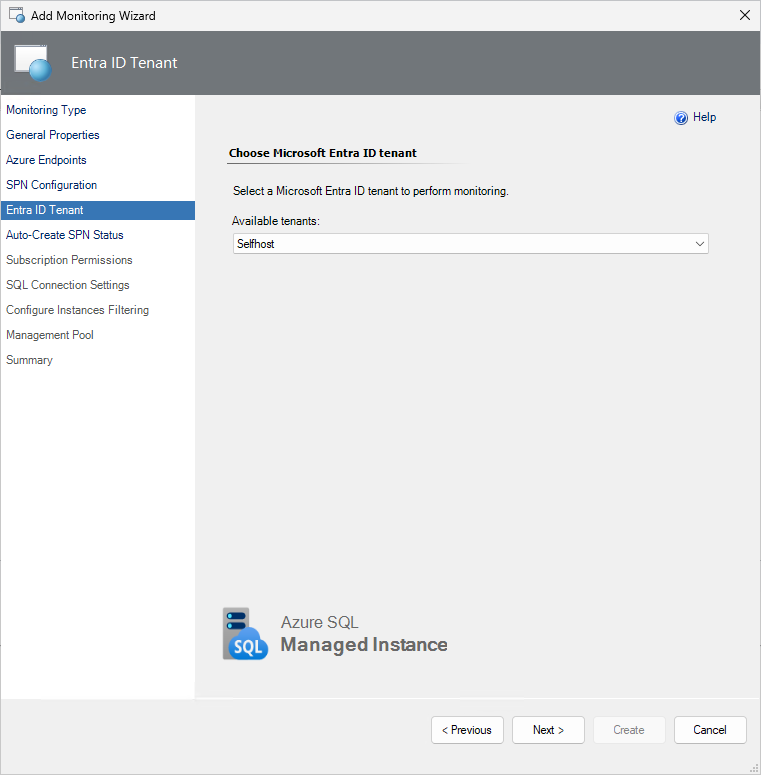 Add Monitoring Wizard
Entra ID Tenant
Monitoring Type
General Properties
Azure Endpoints
SPN Configuration
Entra ID Tenant
Auto-Create SPN Status
Subscription Permissions
SQL Connection Settings
Configure Instances Filtering
Management Pool
Summary
? Help
Choose Microsoft Entra ID tenant
Select a Microsoft Entra ID tenant to perform monitoring.
Available tenants:
Selfhost
SQL
Azure SQL
Managed Instance
< Previous
Next >
Create
Cancel